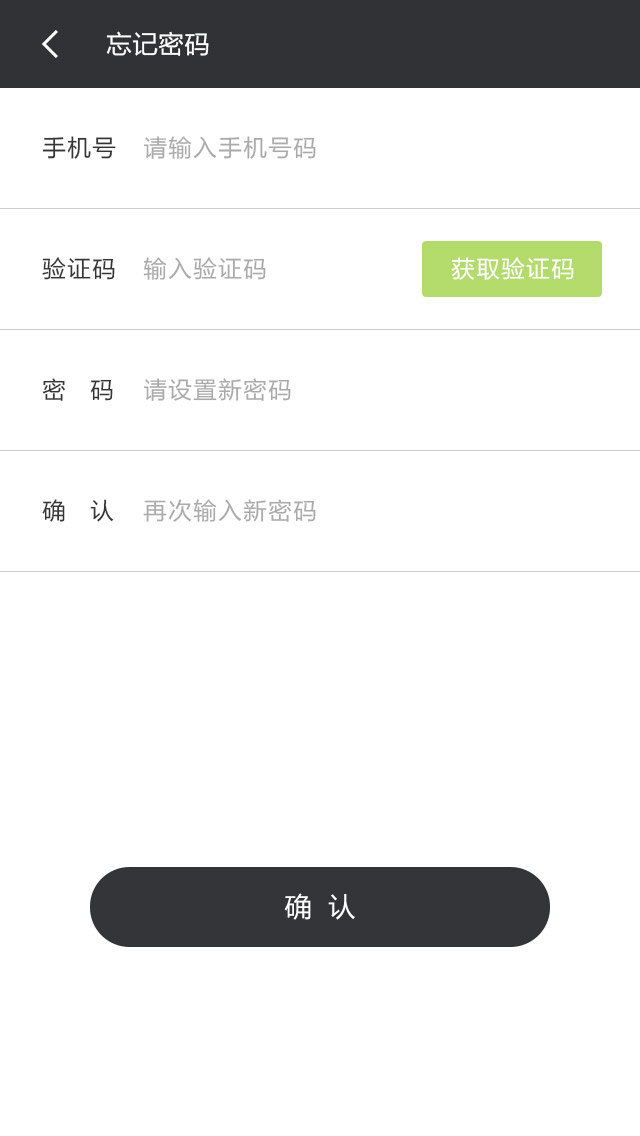 忘记密码
手机号 请输入手机号码
验证码 输入验证码 获取验证码
密 码 请设置新密码
确 认 再次输入新密码
确 认